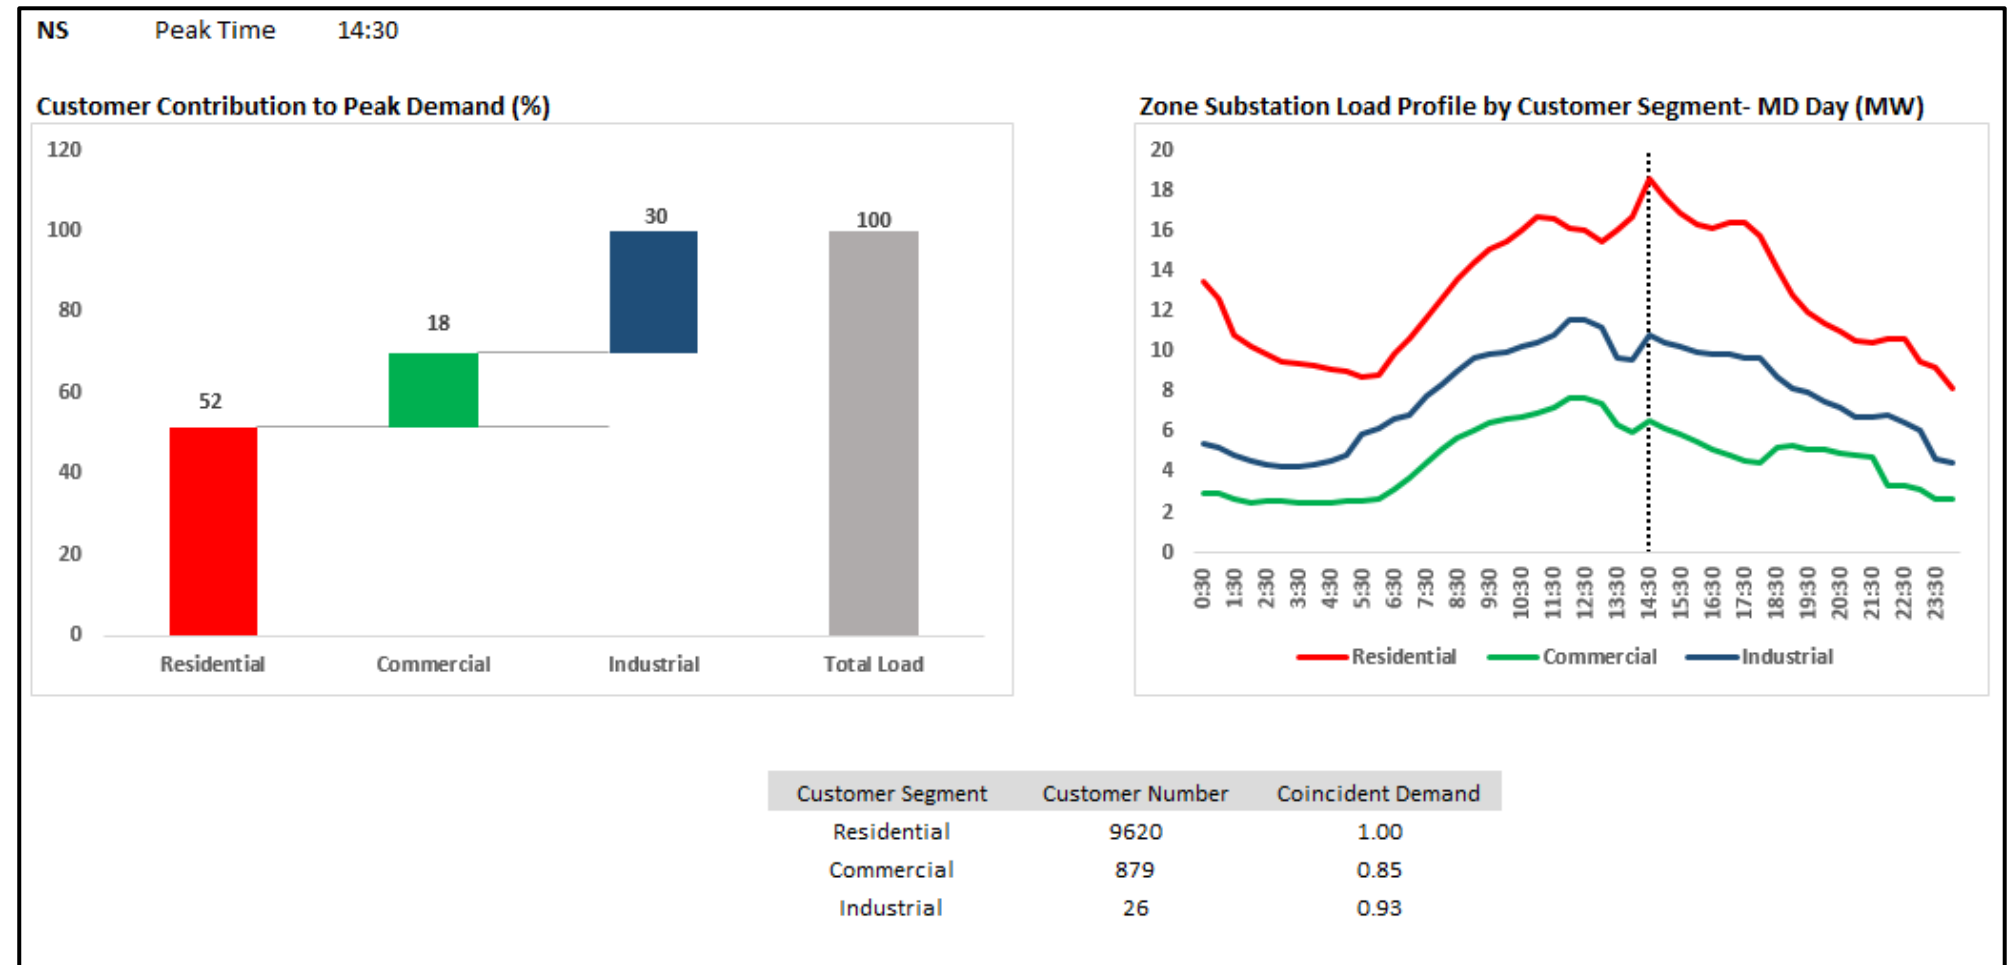 NS Peak Time 14:30
Customer Contribution to Peak Demand (%)
120
100
80
60
40
20
0
52
18
30
100
Residential Commercial Industrial Total Load
Zone Substation Load Profile by Customer Segment- MD Day (MW)
20
18
16
14
12
10
8
6
4
2
0
0:30 1:30 2:30 3:30 4:30 5:30 6:30 7:30 8:30 9:30 10:30 11:30 12:30 13:30 14:30 15:30 16:30 17:30 18:30 19:30 20:30 21:30 22:30 23:30
Residential Commercial Industrial
Customer Segment Customer Number Coincident Demand
Residential 9620 1.00
Commercial 879 0.85
Industrial 26 0.93